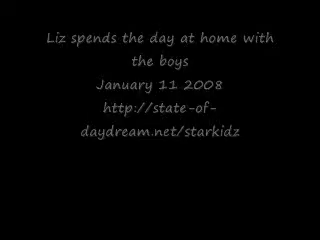 Liz spends the day at home with
the boys
January 11 2008
http://state-of-
daydream.net/starkidz